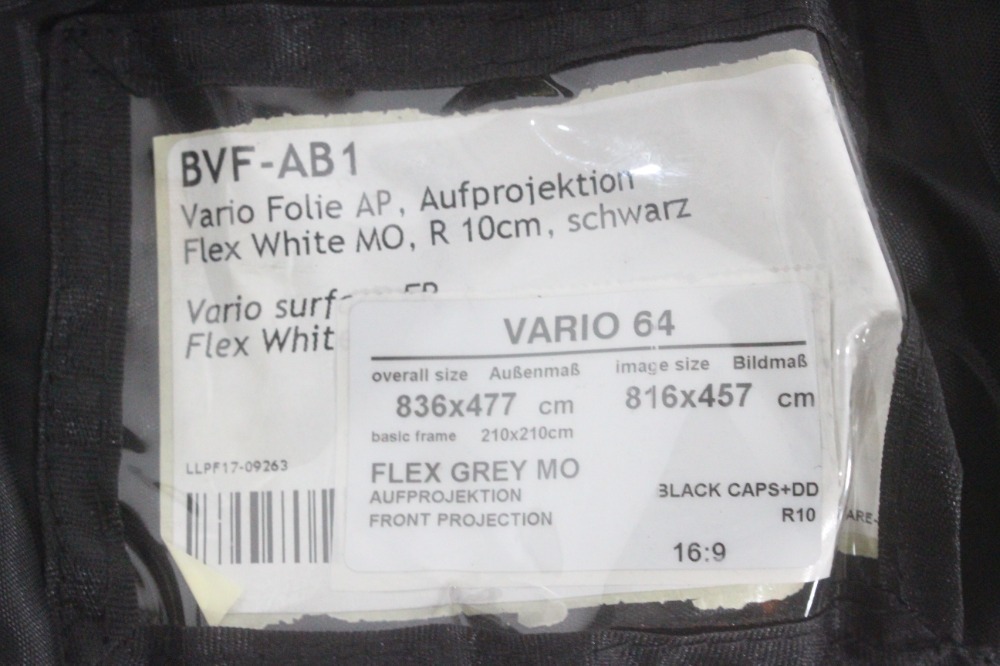 BVF-AB1
Vario Folie AP, Aufprojektion
Flex White MO, R 10cm, schwarz
Vario
Flex
LLPF17-09263
VARIO 64
overall size Außenmaß image size Bildmaß
836x477 cm 816x457 cm
basic frame 210x210cm
FLEX GREY MO
AUFPROJEKTION
FRONT PROJECTION
BLACK CAPS+DD
R10
16:9